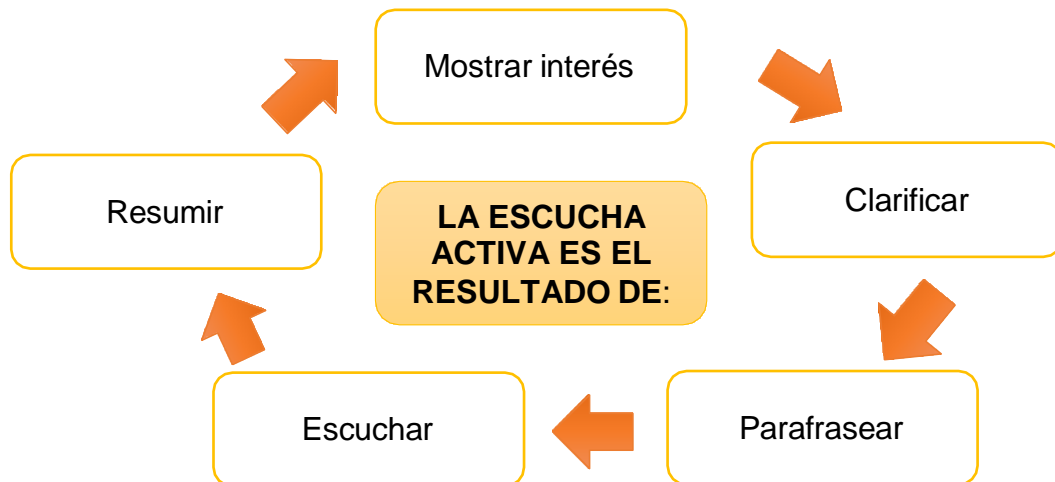 Mostrar interés
Clarificar
Parafrasear
Escuchar
Resumir
LA ESCUCHA
ACTIVA ES EL
RESULTADO DE: